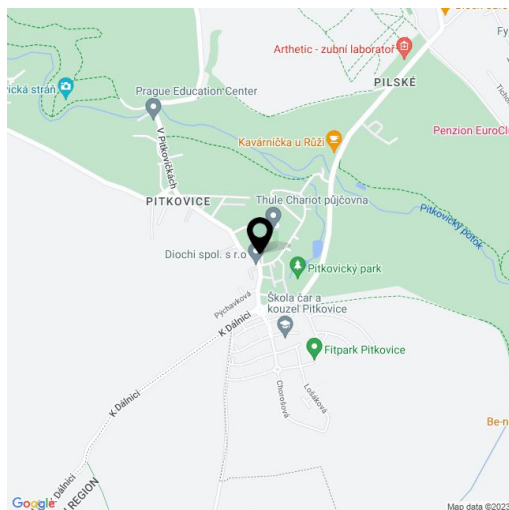 Arthetic - zubní laboratoř
PILSKÉ
Prague Education Center
V Pitkovičkách
Kavárnička u Růží
Penzion EuroClu
PITKOVICE
Thule Chariot půjčovna
Pitkovický potok
Diochi spol. s r.o
Pitkovický park
Pýchavková
Škola čar a
kouzel Pitkovice
K Dálnici
Fitpark Pitkovice
Chorošová
Lošáková
K Dálnici
Be-n
K Dálnici
REGION
Google
Map data ©2023